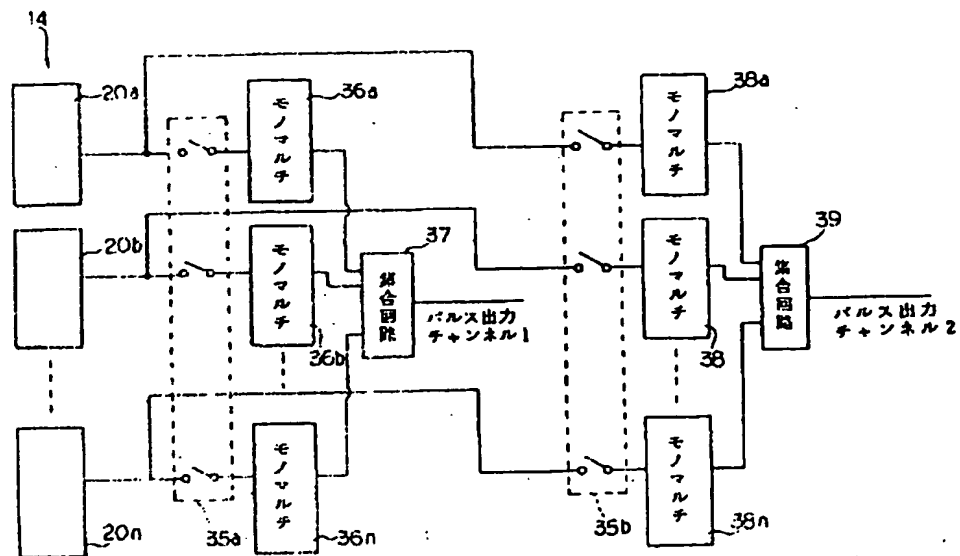 14
20a
36a
モノマルチ
38a
モノマルチ
20b
モノマルチ
36b
37
集合回路
パルス出力
チャンネル1
モノマルチ
38
39
集合回路
パルス出力
チャンネル2
20n
35a
モノマルチ
36n
35b
モノマルチ
38n